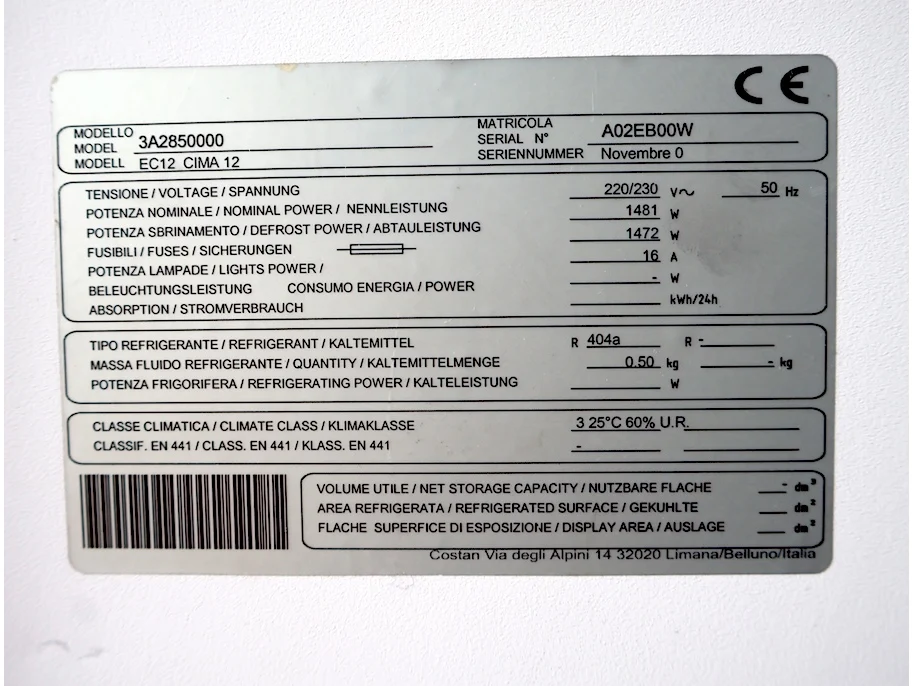 CE
MODELLO
MODEL 3A2850000
MODELL EC12 CIMA 12
MATRICOLA
SERIAL N° A02EB00W
SERIENNUMMER Novembre 0
TENSIONE / VOLTAGE / SPANNUNG 220/230 V~ 50 Hz
POTENZA NOMINALE / NOMINAL POWER / NENNLEISTUNG 1481 W
POTENZA SBRINAMENTO / DEFROST POWER / ABTAULEISTUNG 1472 W
FUSIBILI / FUSES / SICHERUNGEN 16 A
POTENZA LAMPADE / LIGHTS POWER /
BELEUCHTUNGSLEISTUNG - W
CONSUMO ENERGIA / POWER
ABSORPTION / STROMVERBRAUCH kWh/24h
TIPO REFRIGERANTE / REFRIGERANT / KALTEMITTEL R 404a R -
MASSA FLUIDO REFRIGERANTE / QUANTITY / KALTEMITTELMENGE 0.50 kg - kg
POTENZA FRIGORIFERA / REFRIGERATING POWER / KALTELEISTUNG W
CLASSE CLIMATICA / CLIMATE CLASS / KLIMAKLASSE 3 25°C 60% U.R.
CLASSIF. EN 441 / CLASS. EN 441 / KLASS. EN 441 -
VOLUME UTILE / NET STORAGE CAPACITY / NUTZBARE FLACHE - dm³
AREA REFRIGERATA / REFRIGERATED SURFACE / GEKUHLTE dm²
FLACHE SUPERFICE DI ESPOSIZIONE / DISPLAY AREA / AUSLAGE dm²
Costan Via degli Alpini 14 32020 Limana/Belluno/Italia